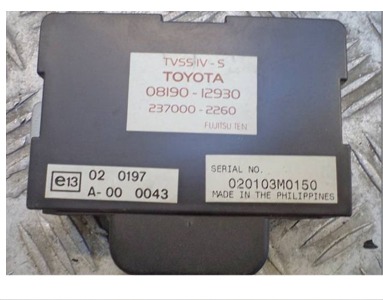 TVSS IV - S
TOYOTA
08190 - 12930
237000 - 2260
FUJITSU TEN
e13 02 0197
A- 00 0043
SERIAL NO.
020103M0150
MADE IN THE PHILIPPINES